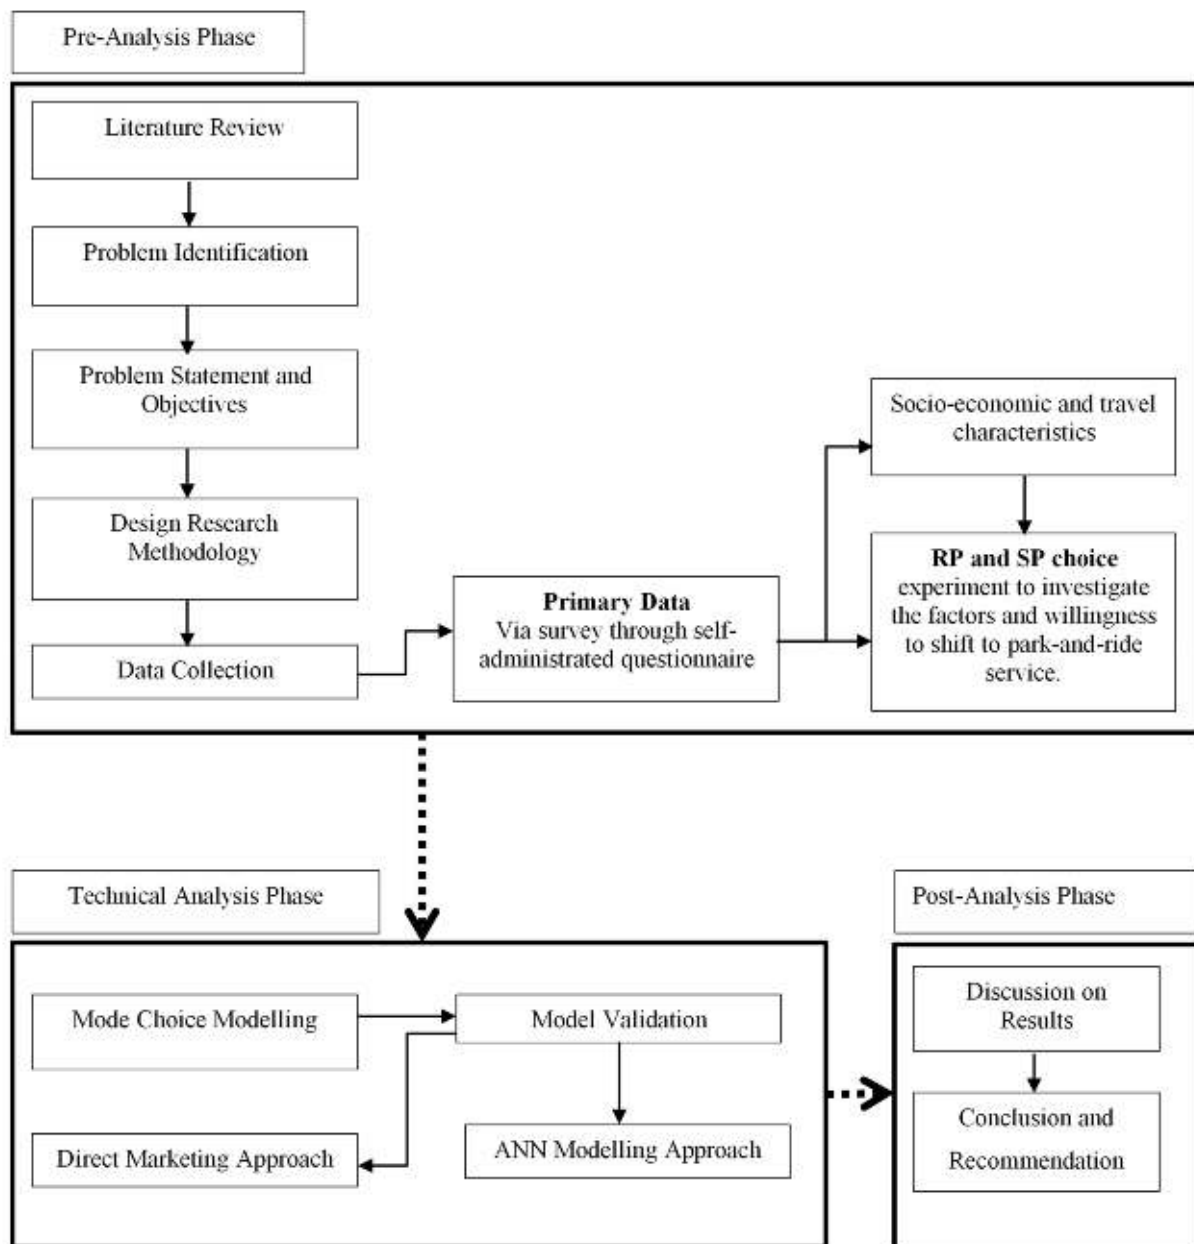 Pre-Analysis Phase
Literature Review
Problem Identification
Problem Statement and
Objectives
Design Research
Methodology
Data Collection
Primary Data
Via survey through self-
administrated questionnaire
Socio-economic and travel
characteristics
RP and SP choice
experiment to investigate
the factors and willingness
to shift to park-and-ride
service.
Technical Analysis Phase
Mode Choice Modelling
Model Validation
Direct Marketing Approach
ANN Modelling Approach
Post-Analysis Phase
Discussion on
Results
Conclusion and
Recommendation